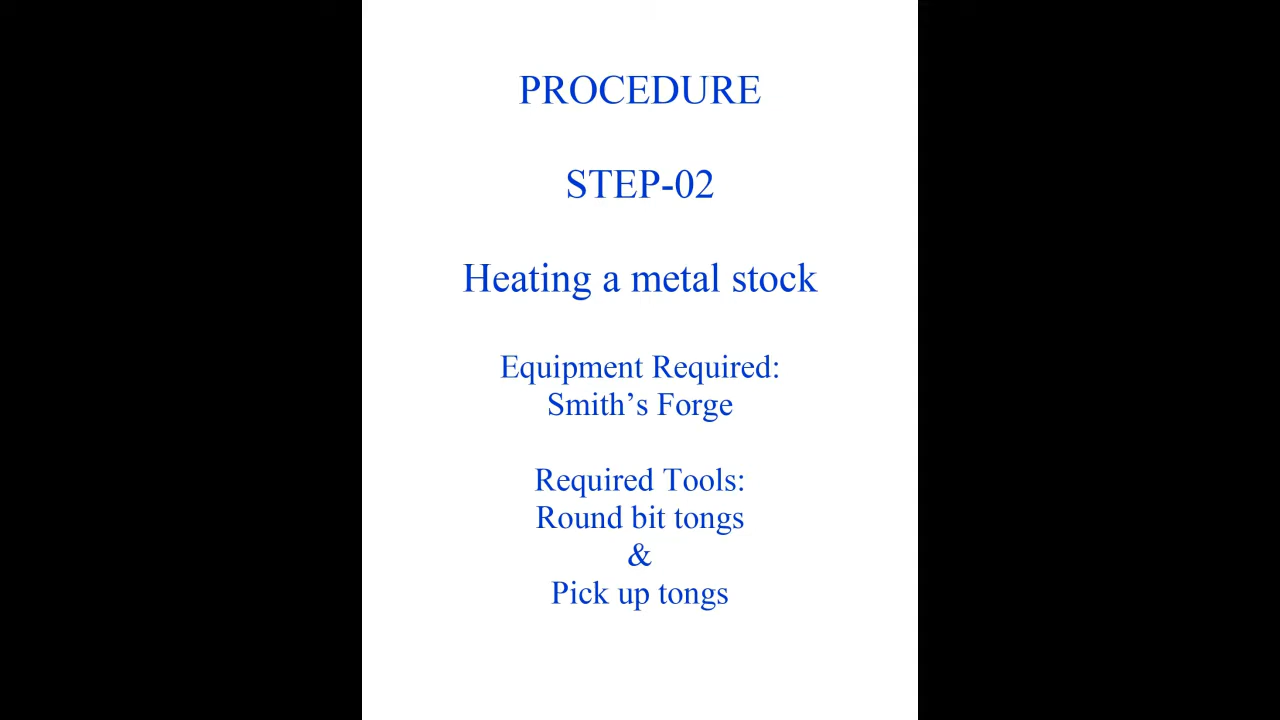 PROCEDURE
STEP-02
Heating a metal stock
Equipment Required:
Smith’s Forge
Required Tools:
Round bit tongs
&
Pick up tongs